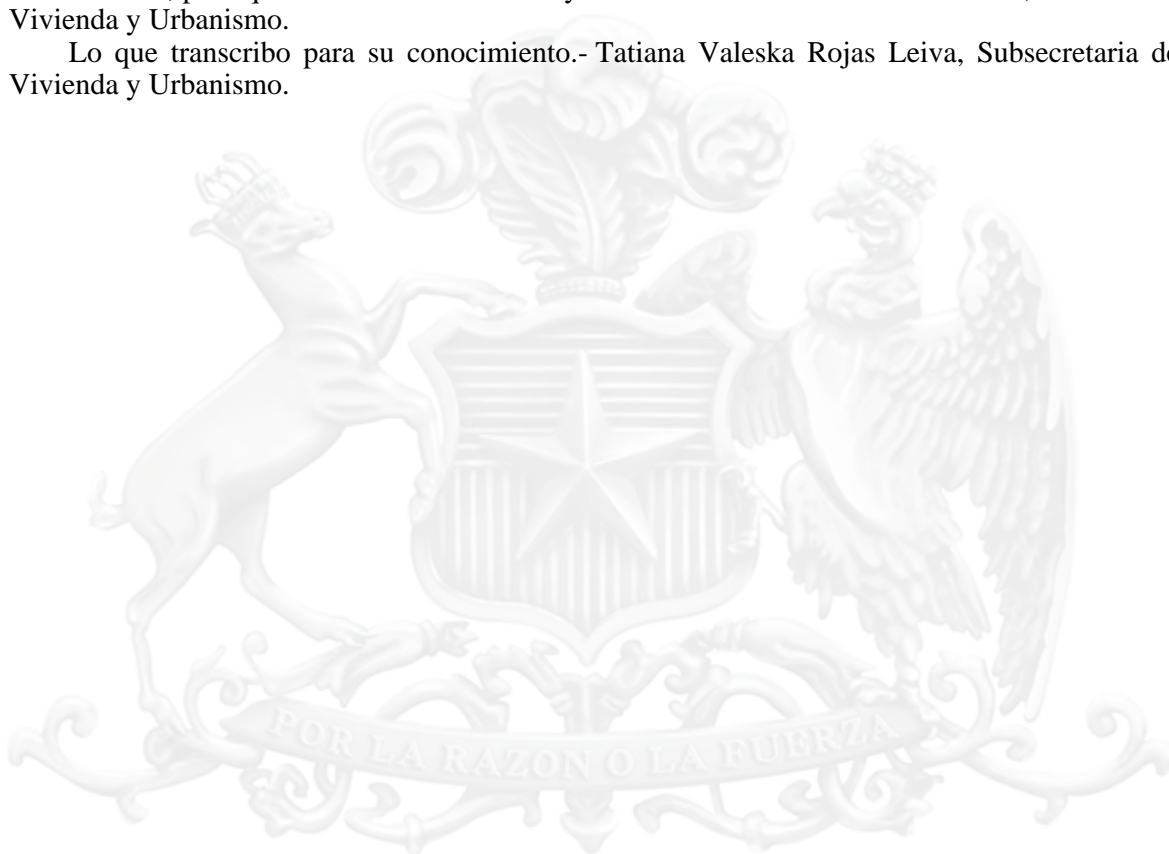 Vivienda y Urbanismo.
Lo que transcribo para su conocimiento.- Tatiana Valeska Rojas Leiva, Subsecretaria de
Vivienda y Urbanismo.
POR LA RAZON O LA FUERZA